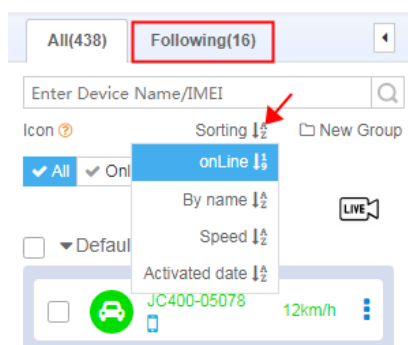 All(438) Following(16)
Enter Device Name/IMEI
Icon Sorting New Group
All Onl onLine
By name
LIVE
Defaul Speed
Activated date
JC400-05078 12km/h